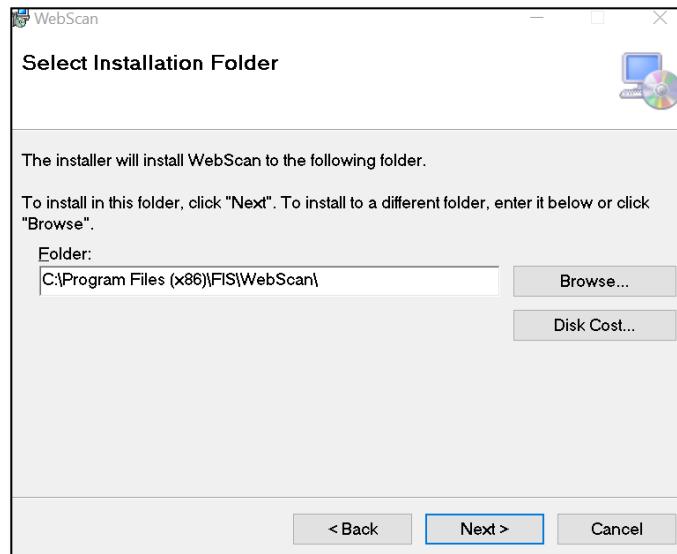 WebScan
Select Installation Folder
The installer will install WebScan to the following folder.
To install in this folder, click "Next". To install to a different folder, enter it below or click
"Browse".
Folder:
C:\Program Files (x86)\FIS\WebScan\
Browse...
Disk Cost...
< Back
Next >
Cancel